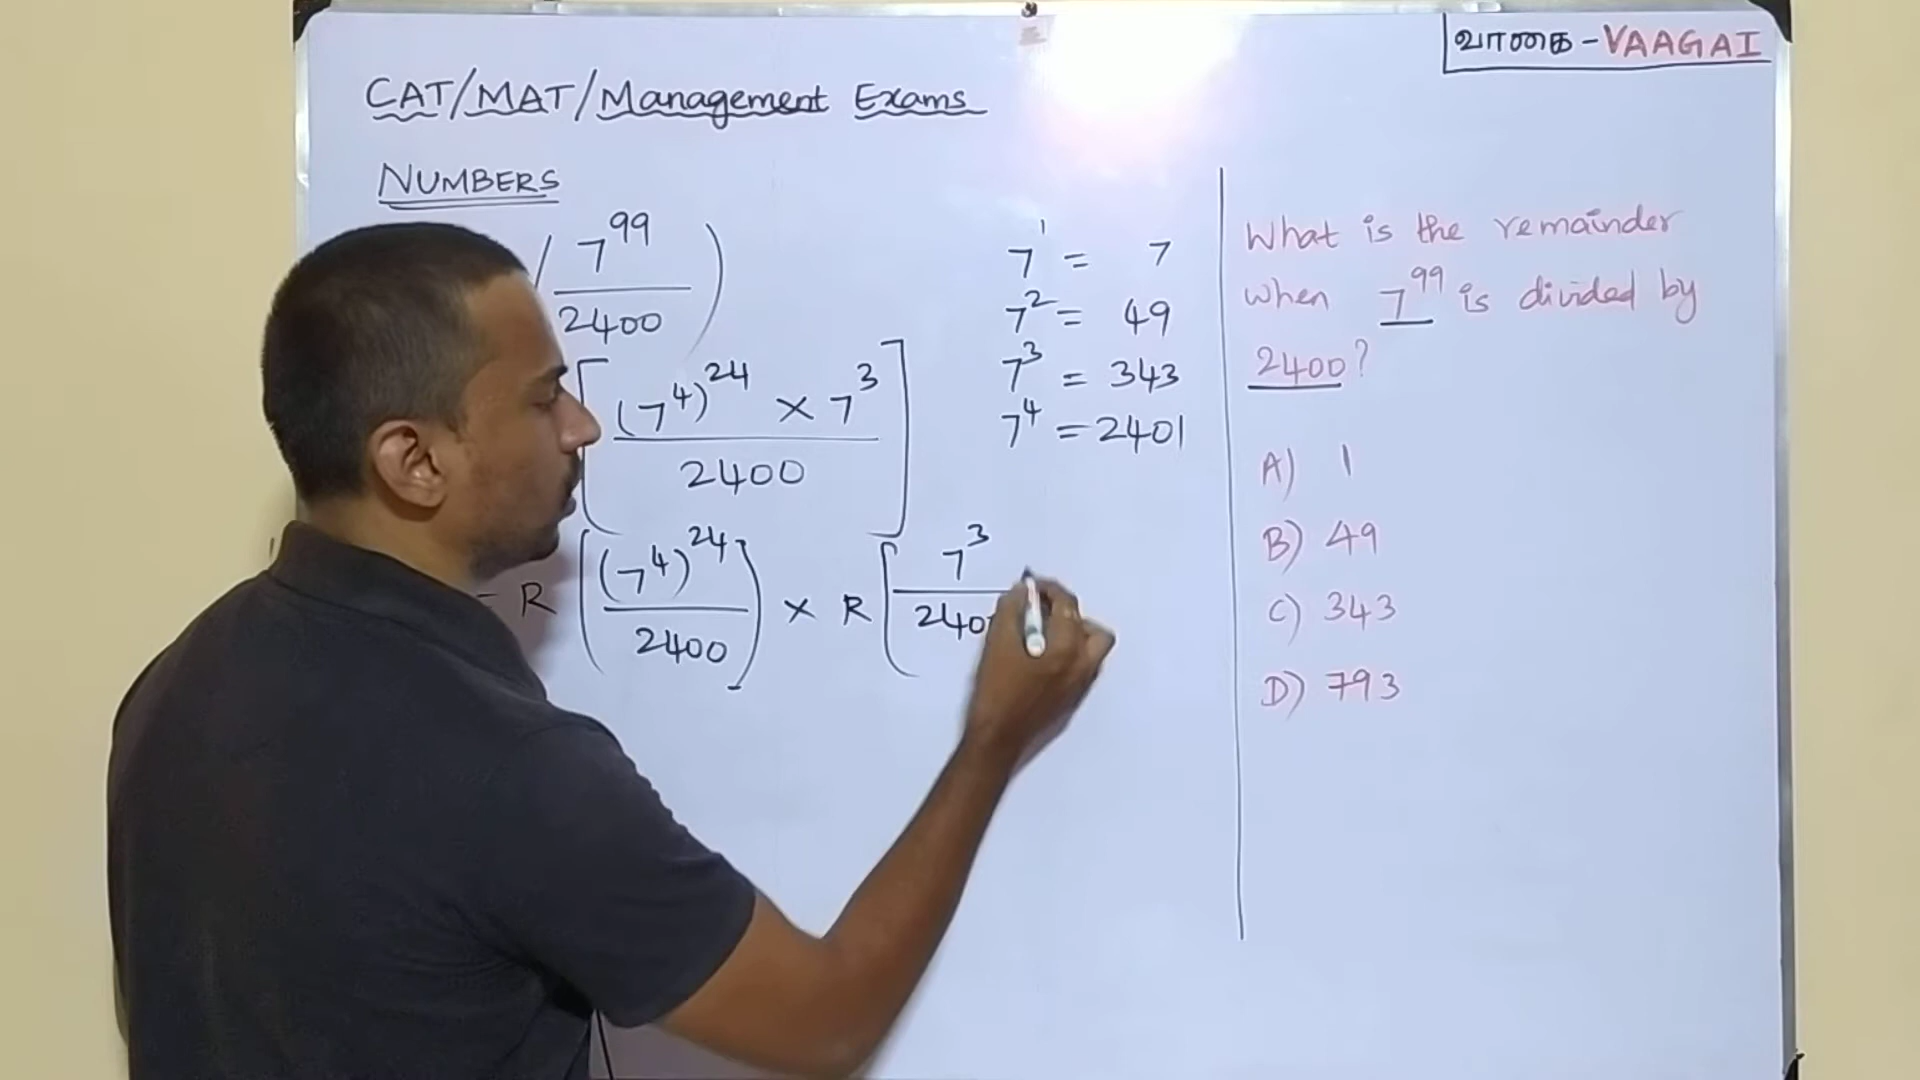 வாகை - VAAGAI
CAT/MAT/Management Exams
NUMBERS
7^99
2400
(7^4)^24 × 7^3
2400
- R [(7^4)^24 / 2400] × R [7^3 / 240
7^1 = 7
7^2 = 49
7^3 = 343
7^4 = 2401
What is the remainder
when 7^99 is divided by
2400?
A) 1
B) 49
C) 343
D) 793